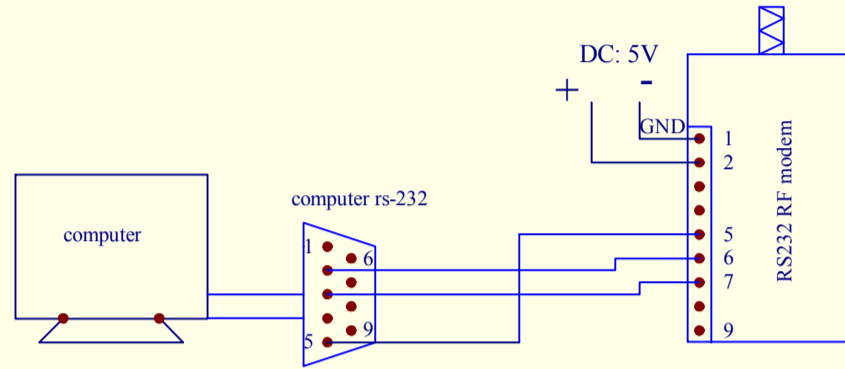 DC: 5V
+ -
GND
1
2
5
6
7
9
RS232 RF modem
computer rs-232
1
6
5
9
computer